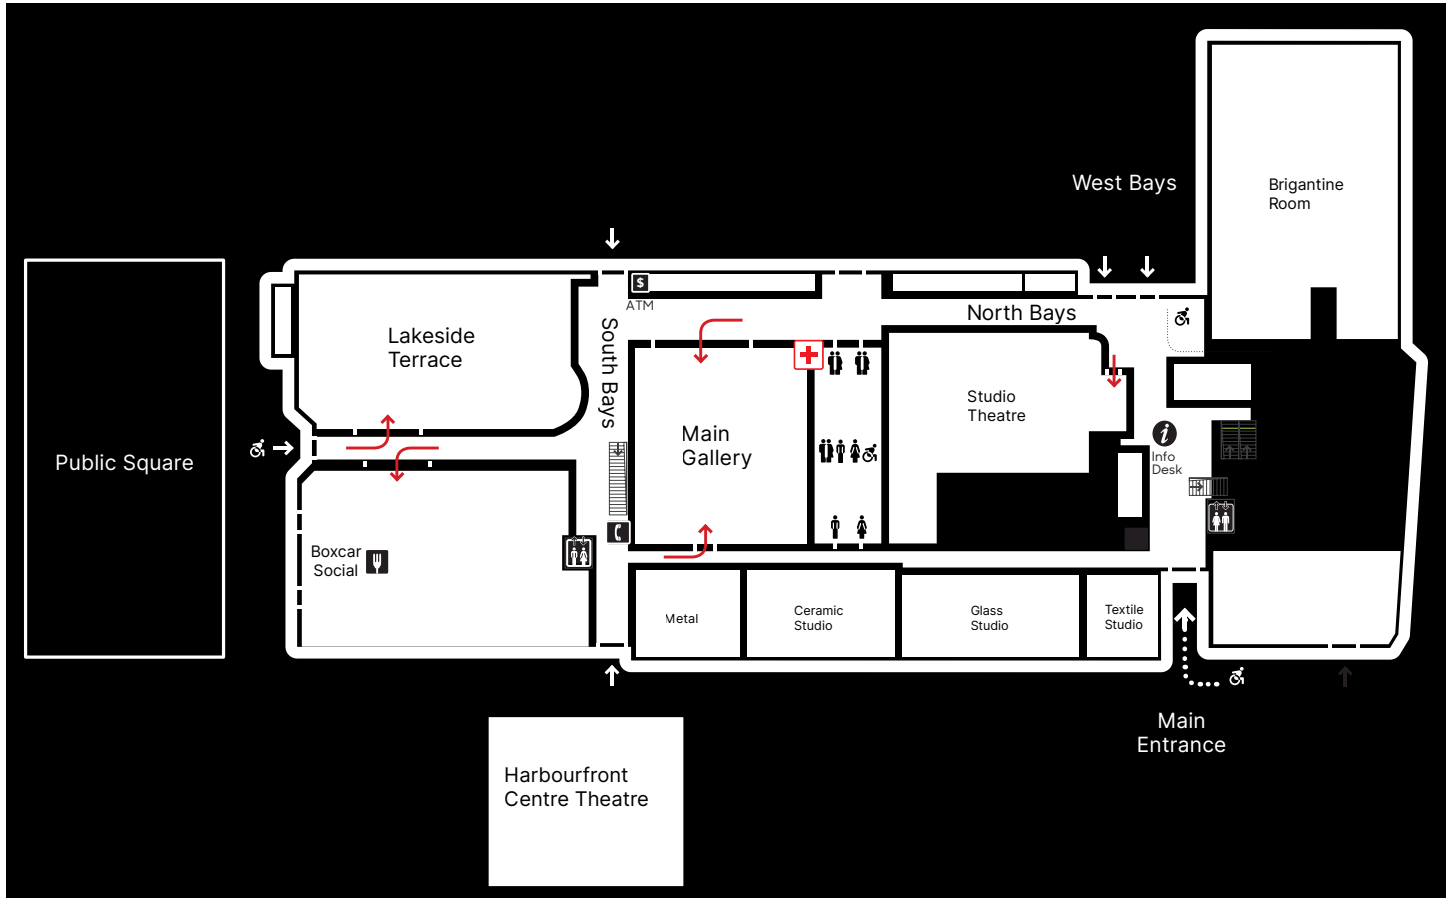 West Bays
Brigantine
Room
$
ATM
North Bays
South Bays
Lakeside
Terrace
Studio
Theatre
Main
Gallery
i
Info
Desk
Public Square
Boxcar
Social
Metal
Ceramic
Studio
Glass
Studio
Textile
Studio
Main
Entrance
Harbourfront
Centre Theatre